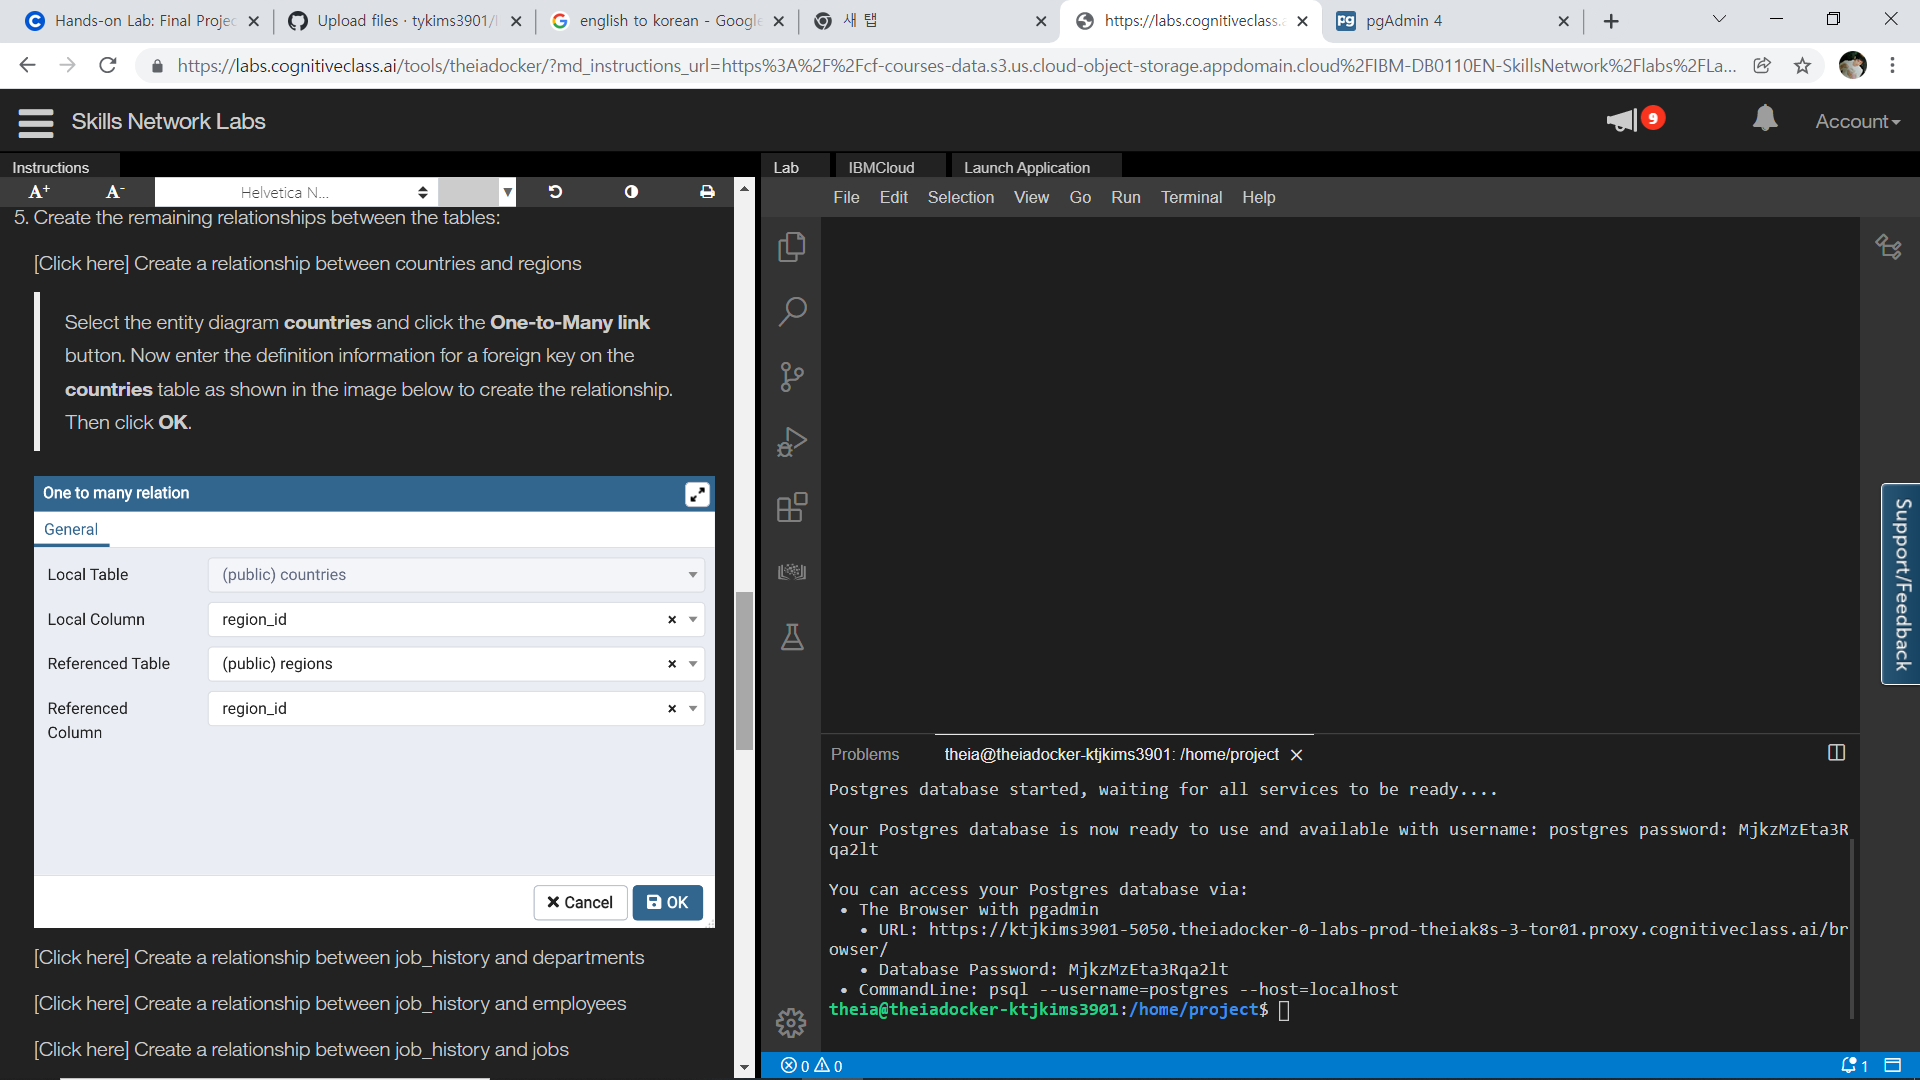 Hands-on Lab: Final Projec
Upload files · tykims3901/
english to korean - Google
새 탭
https://labs.cognitiveclass.a
pgAdmin 4
https://labs.cognitiveclass.ai/tools/theiadocker/?md_instructions_url=https%3A%2F%2Fcf-courses-data.s3.us.cloud-object-storage.appdomain.cloud%2FIBM-DB0110EN-SkillsNetwork%2Flabs%2FLa...
Skills Network Labs
9
Account
Instructions
A+
A-
Helvetica N...
5. Create the remaining relationships between the tables:
[Click here] Create a relationship between countries and regions
Select the entity diagram countries and click the One-to-Many link
button. Now enter the definition information for a foreign key on the
countries table as shown in the image below to create the relationship.
Then click OK.
One to many relation
General
Local Table
(public) countries
Local Column
region_id
Referenced Table
(public) regions
Referenced
Column
region_id
Cancel
OK
[Click here] Create a relationship between job_history and departments
[Click here] Create a relationship between job_history and employees
[Click here] Create a relationship between job_history and jobs
Lab
IBMCloud
Launch Application
File Edit Selection View Go Run Terminal Help
Support/Feedback
Problems
theia@theiadocker-ktjkims3901: /home/project
Postgres database started, waiting for all services to be ready....
Your Postgres database is now ready to use and available with username: postgres password: MjkzMzEta3R
qa2lt
You can access your Postgres database via:
• The Browser with pgadmin
• URL: https://ktjkims3901-5050.theiadocker-0-labs-prod-theiak8s-3-tor01.proxy.cognitiveclass.ai/br
owser/
• Database Password: MjkzMzEta3Rqa2lt
• CommandLine: psql --username=postgres --host=localhost
theia@theiadocker-ktjkims3901:/home/project$
0 0
1